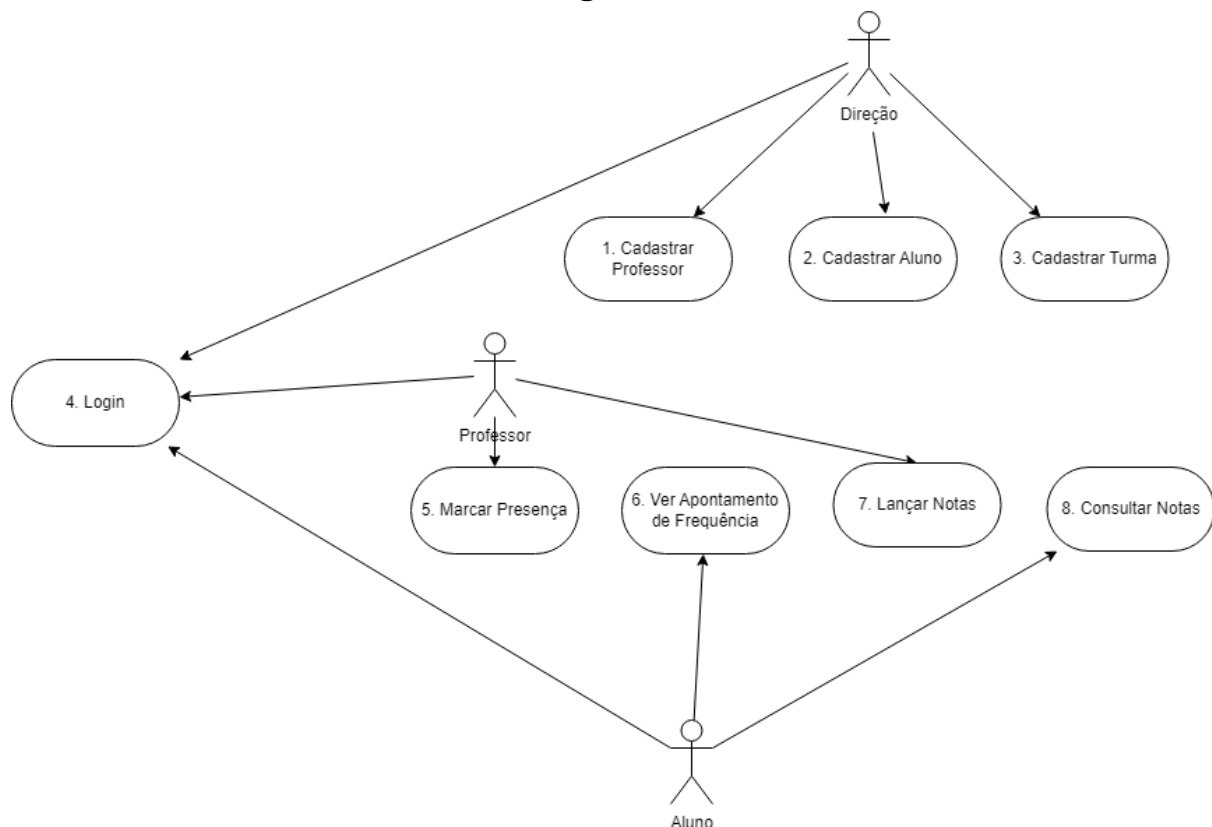 Direção
1. Cadastrar
Professor
2. Cadastrar Aluno
3. Cadastrar Turma
4. Login
Professor
5. Marcar Presença
6. Ver Apontamento
de Frequência
7. Lançar Notas
8. Consultar Notas
Aluno